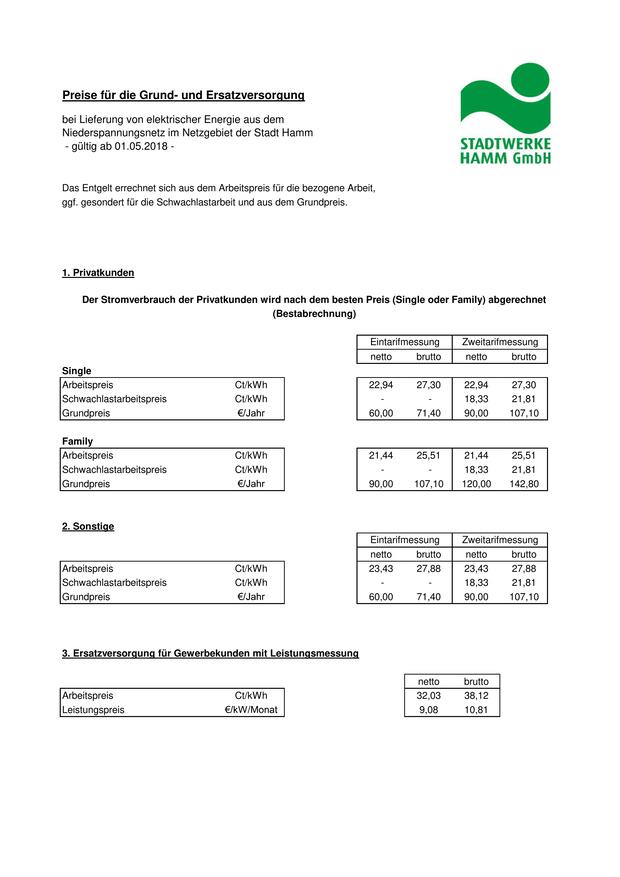 Preise für die Grund- und Ersatzversorgung
bei Lieferung von elektrischer Energie aus dem
Niederspannungsnetz im Netzgebiet der Stadt Hamm
- gültig ab 01.05.2018 -
STADTWERKE
HAMM GmbH
Das Entgelt errechnet sich aus dem Arbeitspreis für die bezogene Arbeit,
ggf. gesondert für die Schwachlastarbeit und aus dem Grundpreis.
1. Privatkunden
Der Stromverbrauch der Privatkunden wird nach dem besten Preis (Single oder Family) abgerechnet
(Bestabrechnung)
Eintarifmessung Zweitarifmessung
netto brutto netto brutto
Single
Arbeitspreis Ct/kWh 22,94 27,30 22,94 27,30
Schwachlastarbeitspreis Ct/kWh - - 18,33 21,81
Grundpreis €/Jahr 60,00 71,40 90,00 107,10
Family
Arbeitspreis Ct/kWh 21,44 25,51 21,44 25,51
Schwachlastarbeitspreis Ct/kWh - - 18,33 21,81
Grundpreis €/Jahr 90,00 107,10 120,00 142,80
2. Sonstige
Eintarifmessung Zweitarifmessung
netto brutto netto brutto
Arbeitspreis Ct/kWh 23,43 27,88 23,43 27,88
Schwachlastarbeitspreis Ct/kWh - - 18,33 21,81
Grundpreis €/Jahr 60,00 71,40 90,00 107,10
3. Ersatzversorgung für Gewerbekunden mit Leistungsmessung
netto brutto
Arbeitspreis Ct/kWh 32,03 38,12
Leistungspreis €/kW/Monat 9,08 10,81